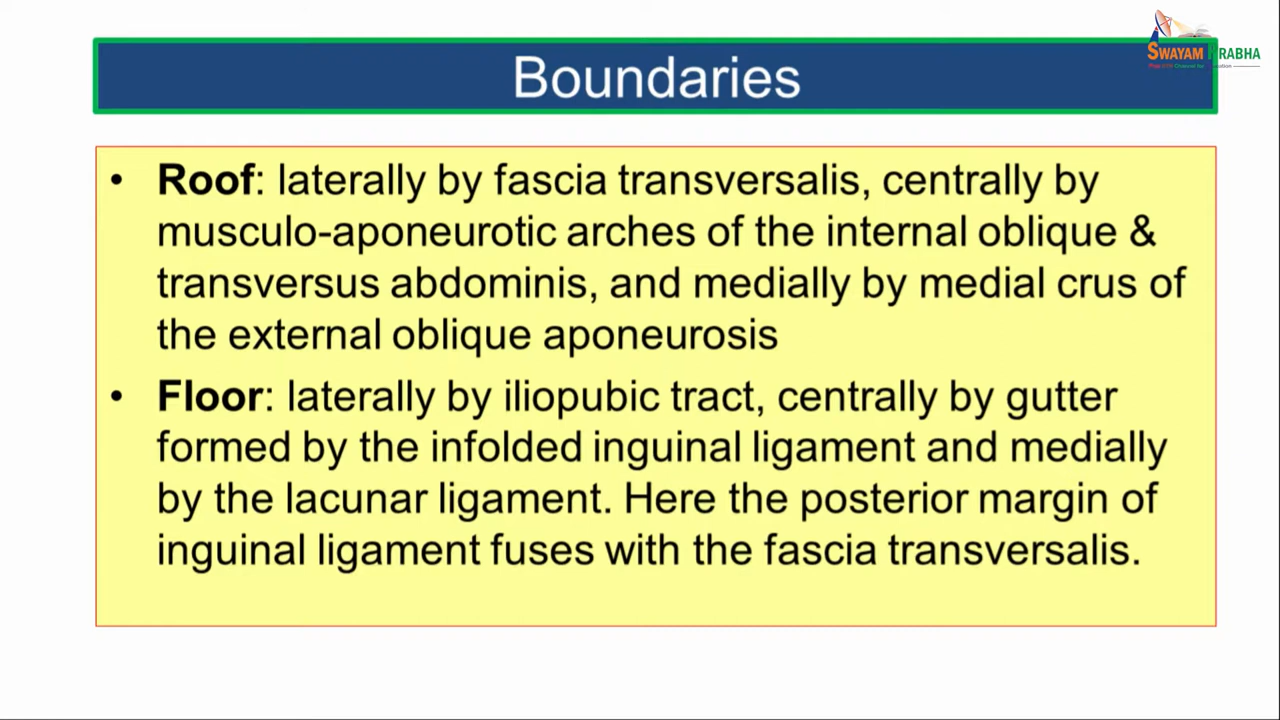 SWAYAM PRABHA
Boundaries
• Roof: laterally by fascia transversalis, centrally by
musculo-aponeurotic arches of the internal oblique &
transversus abdominis, and medially by medial crus of
the external oblique aponeurosis
• Floor: laterally by iliopubic tract, centrally by gutter
formed by the infolded inguinal ligament and medially
by the lacunar ligament. Here the posterior margin of
inguinal ligament fuses with the fascia transversalis.